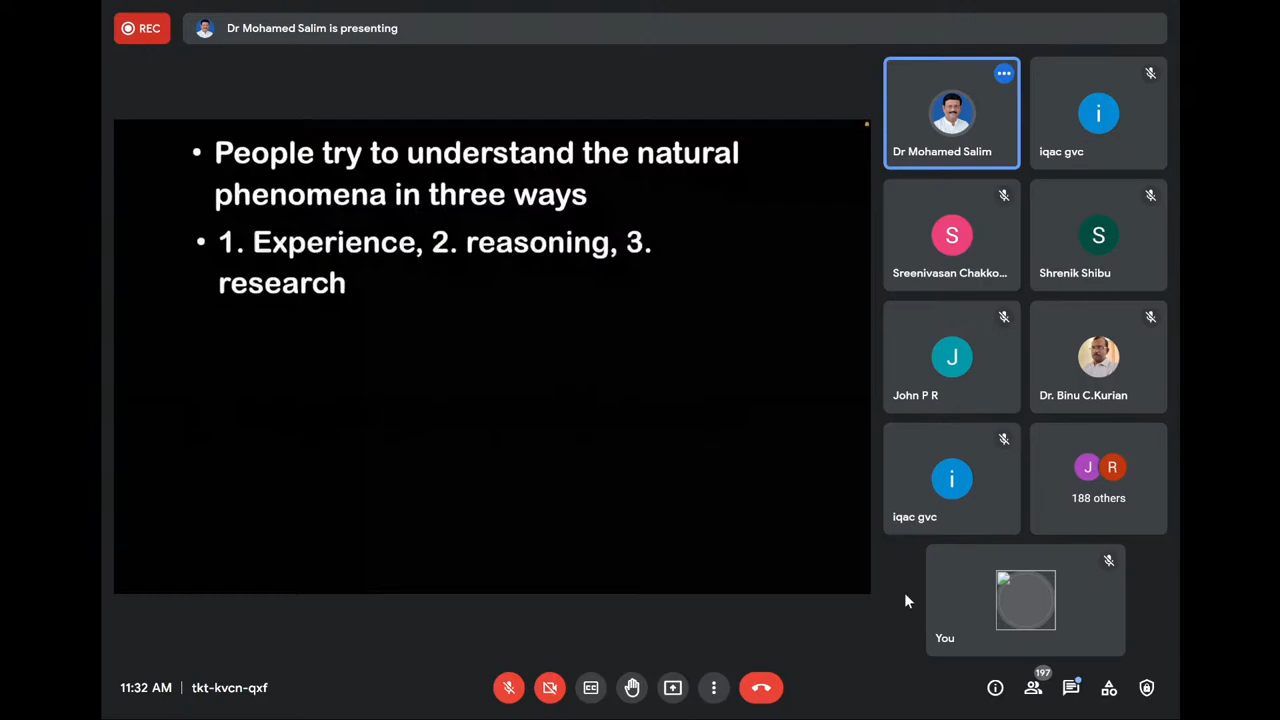 REC
Dr Mohamed Salim is presenting
• People try to understand the natural
phenomena in three ways
• 1. Experience, 2. reasoning, 3.
research
Dr Mohamed Salim
i
iqac gvc
S
Sreenivasan Chakko...
S
Shrenik Shibu
J
John P R
Dr. Binu C.Kurian
i
iqac gvc
J R
188 others
You
11:32 AM | tkt-kvcn-qxf
CC
197